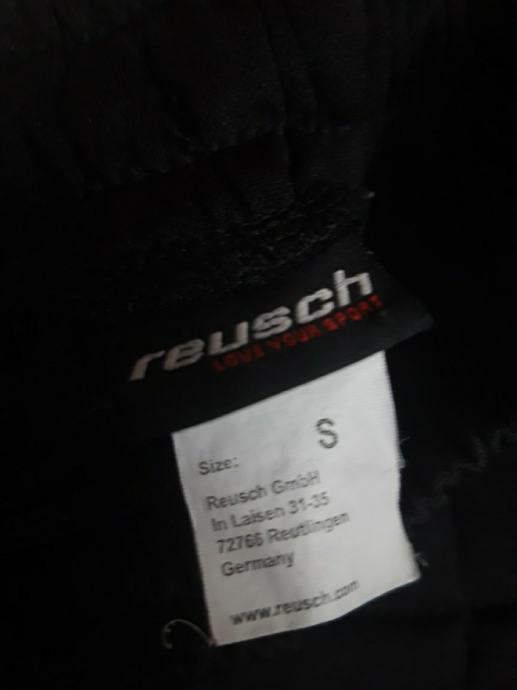 reusch
LOVE YOUR SPORT
Size: S
Reusch GmbH
In Laisen 31-35
72766 Reutlingen
Germany
www.reusch.com